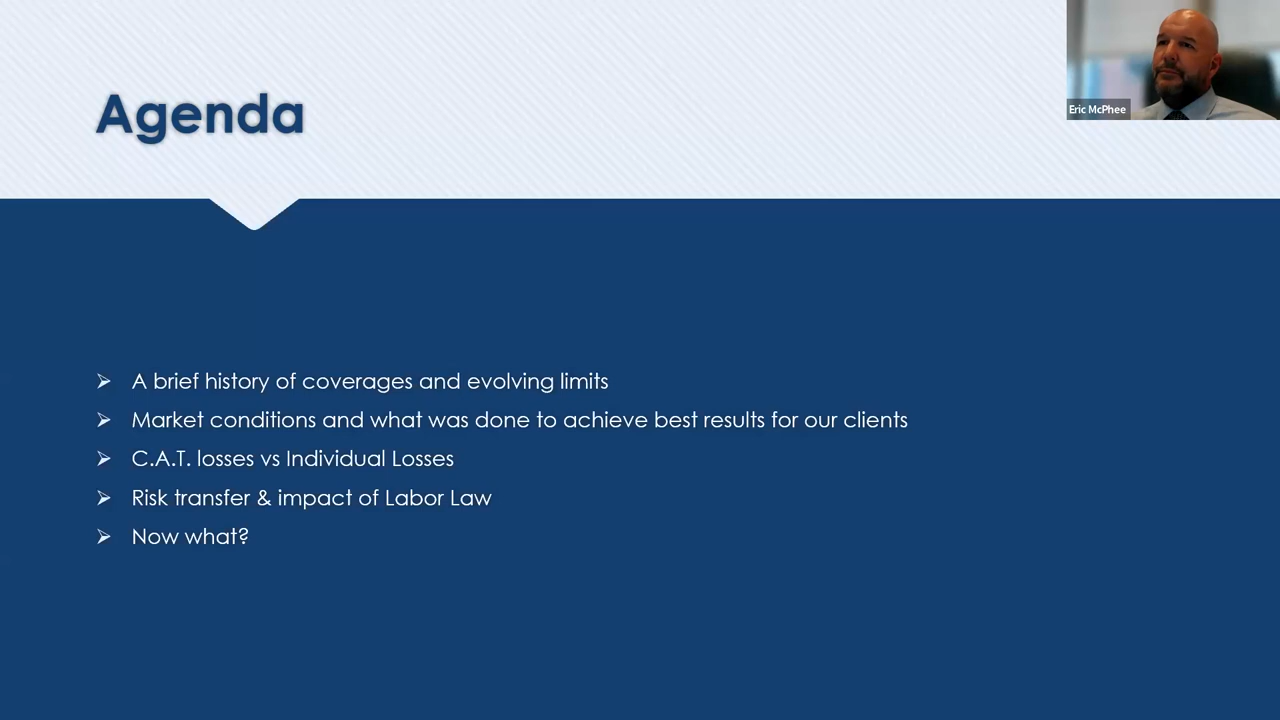 Agenda
Eric McPhee
A brief history of coverages and evolving limits
Market conditions and what was done to achieve best results for our clients
C.A.T. losses vs Individual Losses
Risk transfer & impact of Labor Law
Now what?